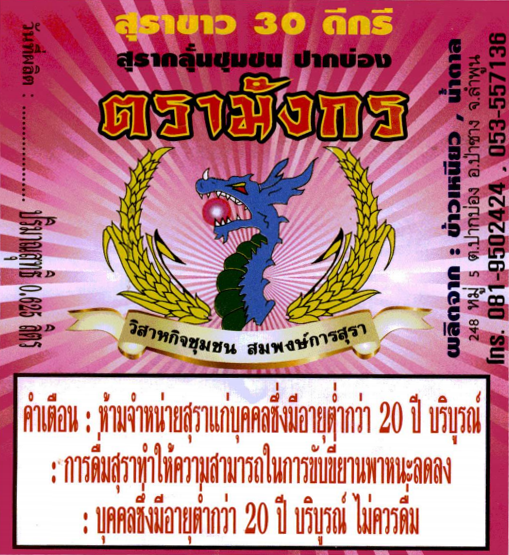 สุราขาว 30 ดีกรี
สุรากลั่นชุมชน ปากบ่อง
ตรามังกร
วิสาหกิจชุมชน สมพงษ์การสุรา
วันที่ผลิต : ............
ปริมาณสุทธิ 0.625 ลิตร
ผลิตจาก : ข้าวเหนียว / น้ำตาล
248 หมู่ 5 ต.ปากบ่อง อ.ป่าซาง จ.ลำพูน
โทร. 081-9502424 , 053-557136
คำเตือน : ห้ามจำหน่ายสุราแก่บุคคลซึ่งมีอายุต่ำกว่า 20 ปี บริบูรณ์
: การดื่มสุราทำให้ความสามารถในการขับขี่ยานพาหนะลดลง
: บุคคลซึ่งมีอายุต่ำกว่า 20 ปี บริบูรณ์ ไม่ควรดื่ม